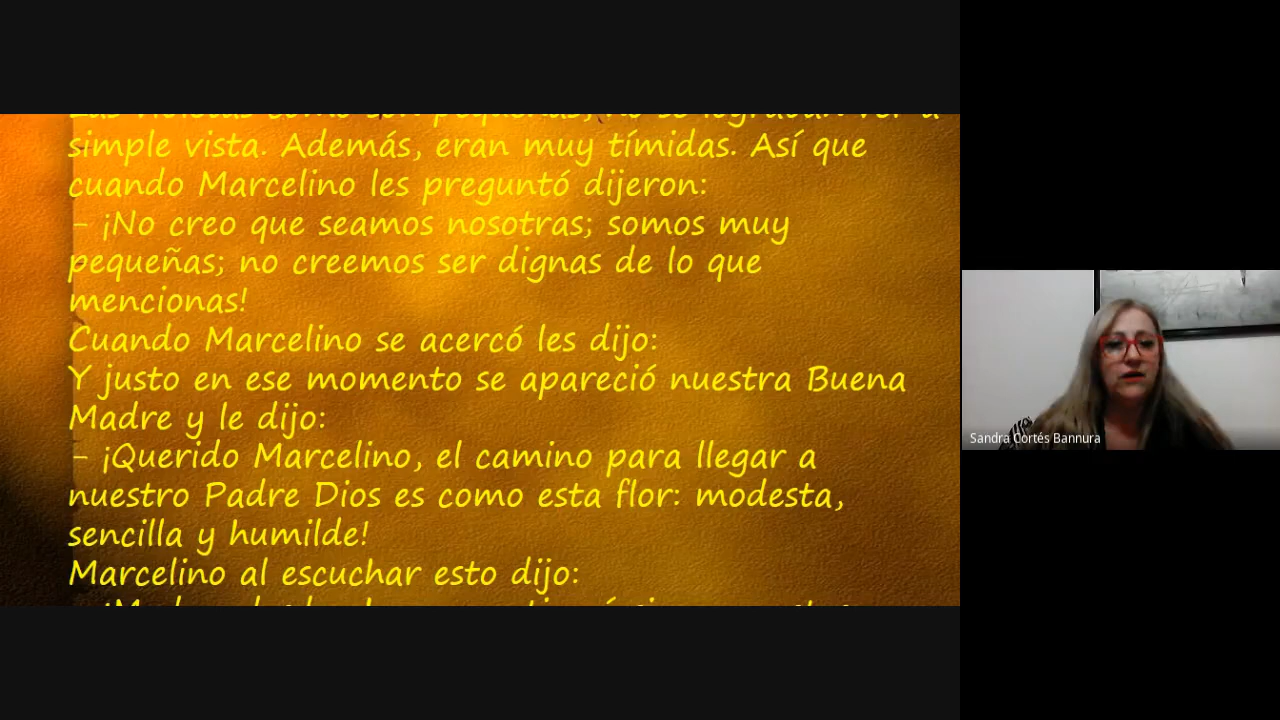 simple vista. Además, eran muy tímidas. Así que
cuando Marcelino les preguntó dijeron:
- ¡No creo que seamos nosotras; somos muy
pequeñas; no creemos ser dignas de lo que
mencionas!
Cuando Marcelino se acercó les dijo:
Y justo en ese momento se apareció nuestra Buena
Madre y le dijo:
- ¡Querido Marcelino, el camino para llegar a
nuestro Padre Dios es como esta flor: modesta,
sencilla y humilde!
Marcelino al escuchar esto dijo:
Sandra Cortés Bannura